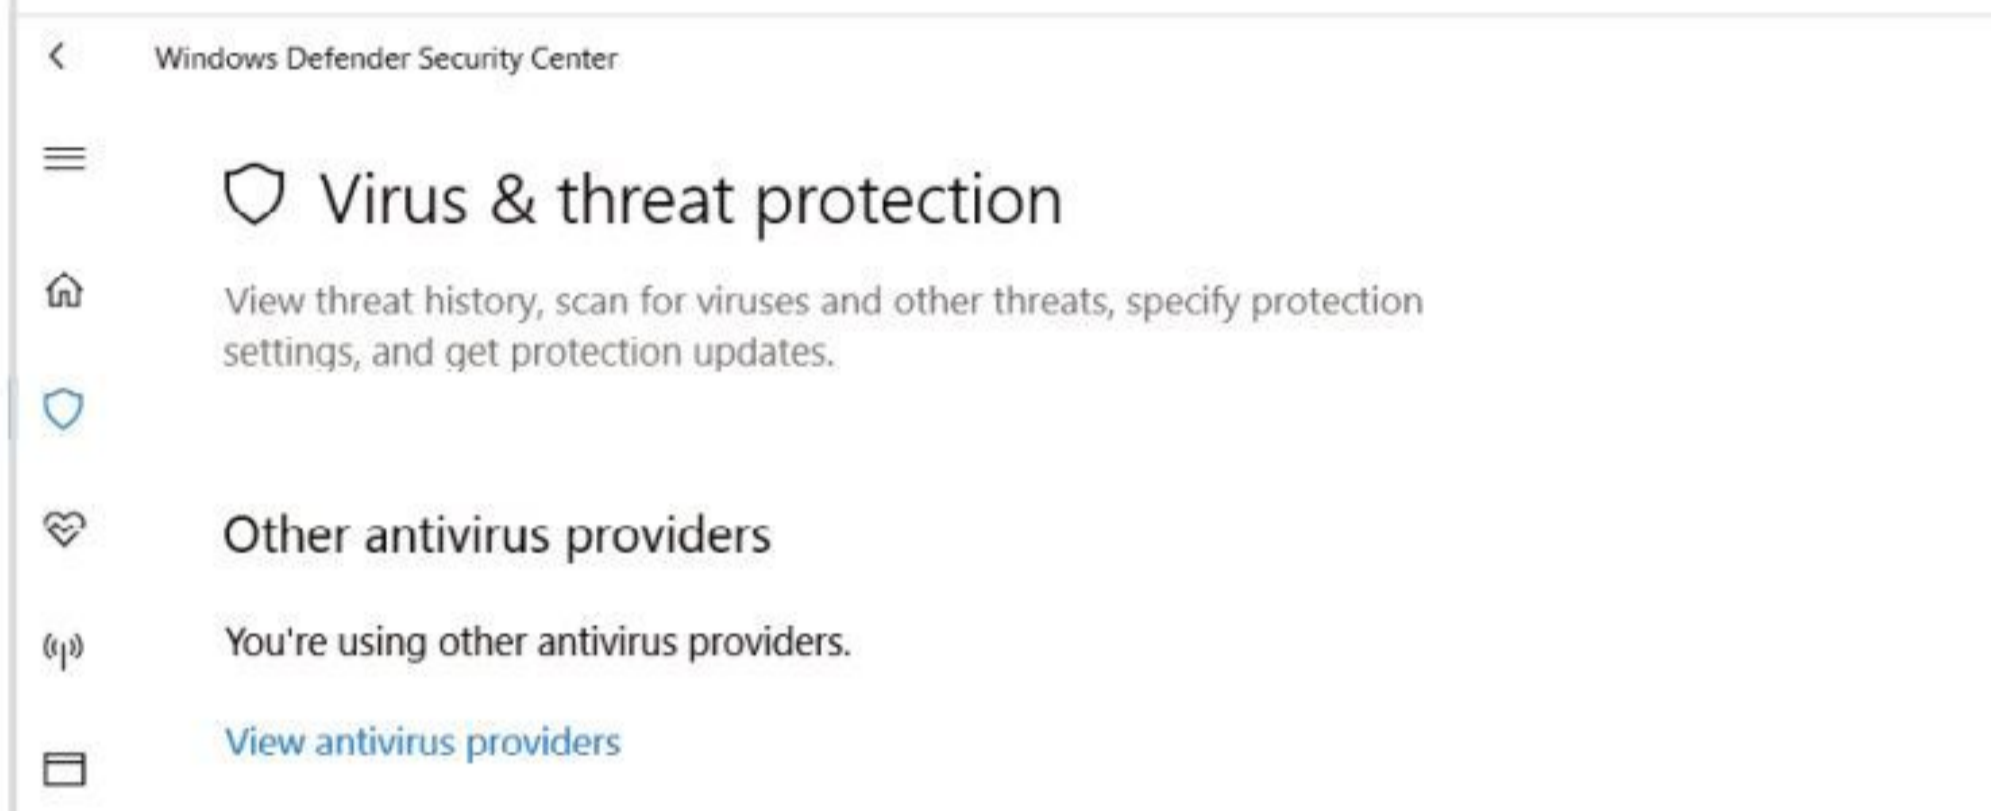 Windows Defender Security Center
Virus & threat protection
View threat history, scan for viruses and other threats, specify protection
settings, and get protection updates.
Other antivirus providers
You're using other antivirus providers.
View antivirus providers